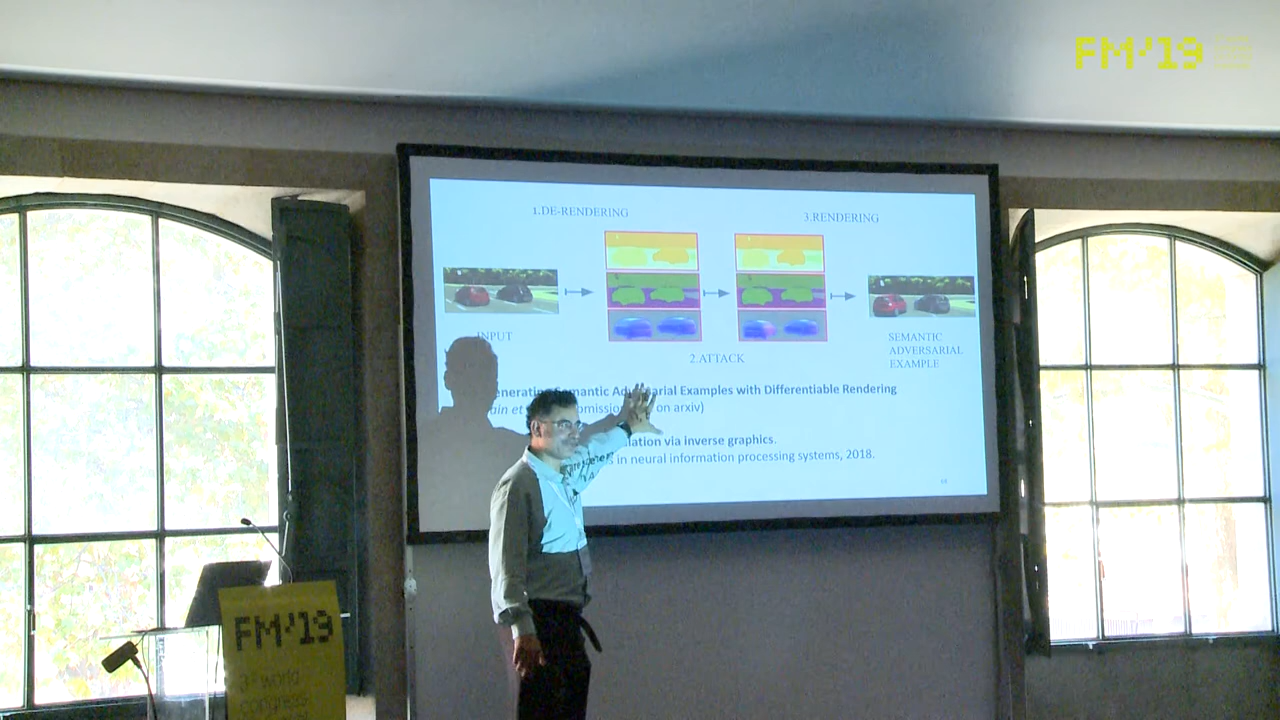 FM'19
1.DE-RENDERING
3.RENDERING
INPUT
SEMANTIC
ADVERSARIAL
EXAMPLE
2.ATTACK
Semantic Adversarial Examples with Differentiable Rendering
on arxiv)
via inverse graphics.
in neural information processing systems, 2018.
FM'19
3rd world
congress